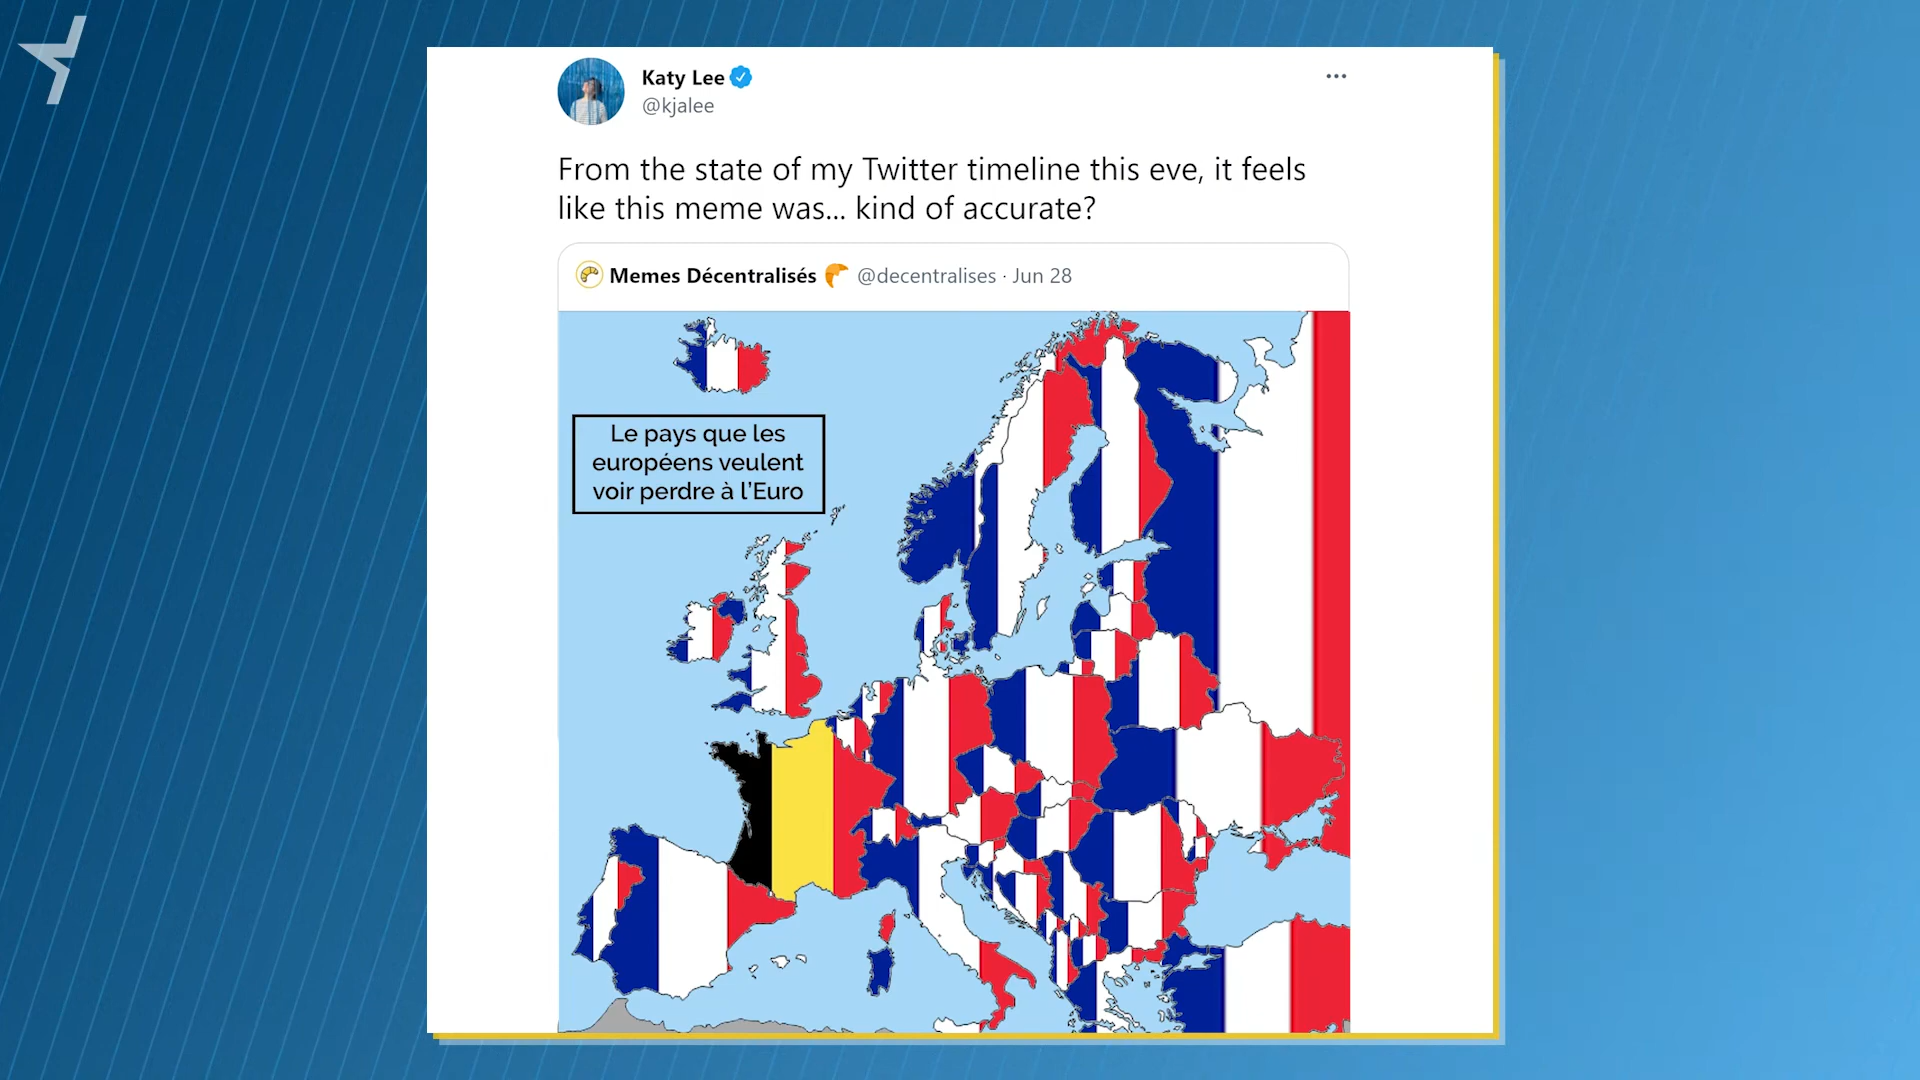 Katy Lee
@kjalee
From the state of my Twitter timeline this eve, it feels
like this meme was... kind of accurate?
Memes Décentralisés @decentralises · Jun 28
Le pays que les
européens veulent
voir perdre à l'Euro